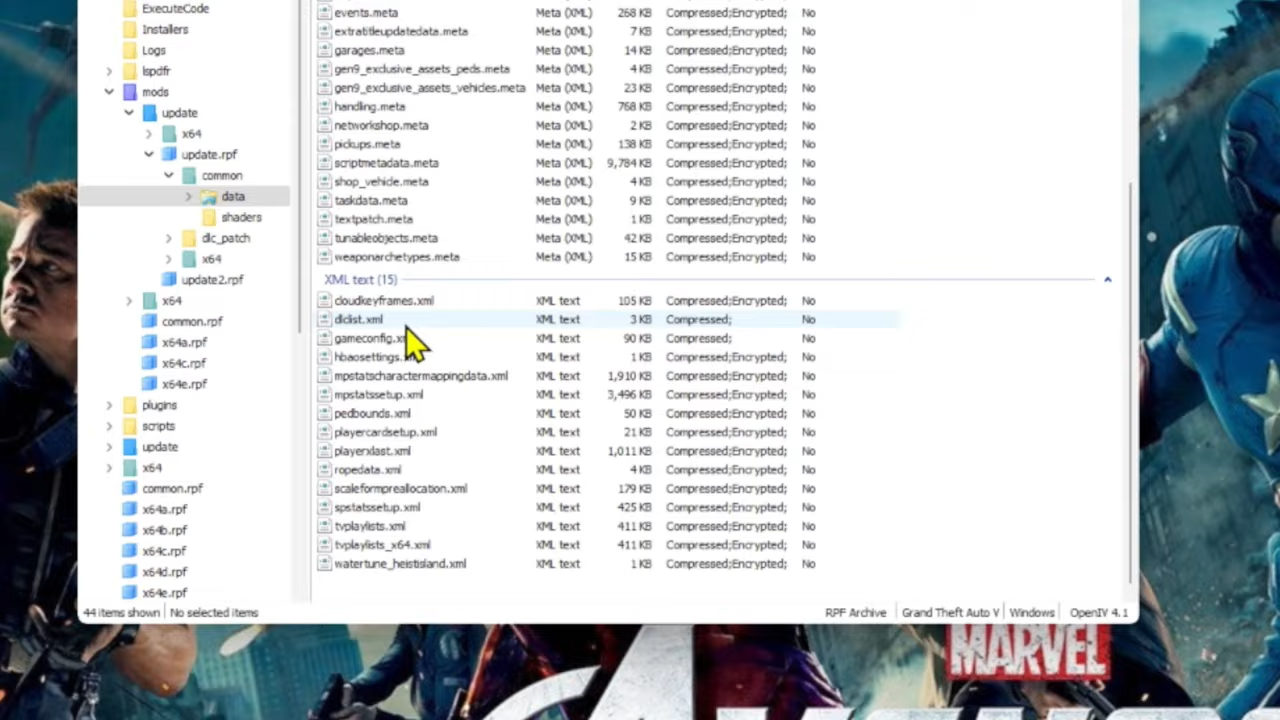 ExecuteCode
Installers
Logs
lspdfr
mods
update
x64
update.rpf
common
data
shaders
dlc_patch
x64
update2.rpf
x64
common.rpf
x64a.rpf
x64c.rpf
x64e.rpf
plugins
scripts
update
x64
common.rpf
x64a.rpf
x64b.rpf
x64c.rpf
x64d.rpf
x64e.rpf
events.meta Meta (XML) 268 KB Compressed;Encrypted; No
extratitleupdatedata.meta Meta (XML) 7 KB Compressed;Encrypted; No
garages.meta Meta (XML) 14 KB Compressed;Encrypted; No
gen9_exclusive_assets_peds.meta Meta (XML) 4 KB Compressed;Encrypted; No
gen9_exclusive_assets_vehicles.meta Meta (XML) 23 KB Compressed;Encrypted; No
handling.meta Meta (XML) 768 KB Compressed;Encrypted; No
networkshop.meta Meta (XML) 2 KB Compressed;Encrypted; No
pickups.meta Meta (XML) 138 KB Compressed;Encrypted; No
scriptmetadata.meta Meta (XML) 9,784 KB Compressed;Encrypted; No
shop_vehicle.meta Meta (XML) 4 KB Compressed;Encrypted; No
taskdata.meta Meta (XML) 9 KB Compressed;Encrypted; No
textpatch.meta Meta (XML) 1 KB Compressed;Encrypted; No
tunableobjects.meta Meta (XML) 42 KB Compressed;Encrypted; No
weaponarchetypes.meta Meta (XML) 15 KB Compressed;Encrypted; No
XML text (15)
cloudkeyframes.xml XML text 105 KB Compressed;Encrypted; No
dlclist.xml XML text 3 KB Compressed; No
gameconfig.xm XML text 90 KB Compressed; No
hbaosettings. XML text 1 KB Compressed;Encrypted; No
mpstatscharactermappingdata.xml XML text 1,910 KB Compressed;Encrypted; No
mpstatssetup.xml XML text 3,496 KB Compressed;Encrypted; No
pedbounds.xml XML text 50 KB Compressed;Encrypted; No
playercardsetup.xml XML text 21 KB Compressed;Encrypted; No
playerxlast.xml XML text 1,011 KB Compressed;Encrypted; No
ropedata.xml XML text 4 KB Compressed;Encrypted; No
scaleformpreallocation.xml XML text 179 KB Compressed;Encrypted; No
spstatssetup.xml XML text 425 KB Compressed;Encrypted; No
tvplaylists.xml XML text 411 KB Compressed;Encrypted; No
tvplaylists_x64.xml XML text 411 KB Compressed;Encrypted; No
watertune_heistisland.xml XML text 1 KB Compressed;Encrypted; No
44 items shown No selected items RPF Archive Grand Theft Auto V Windows OpenIV 4.1
MARVEL